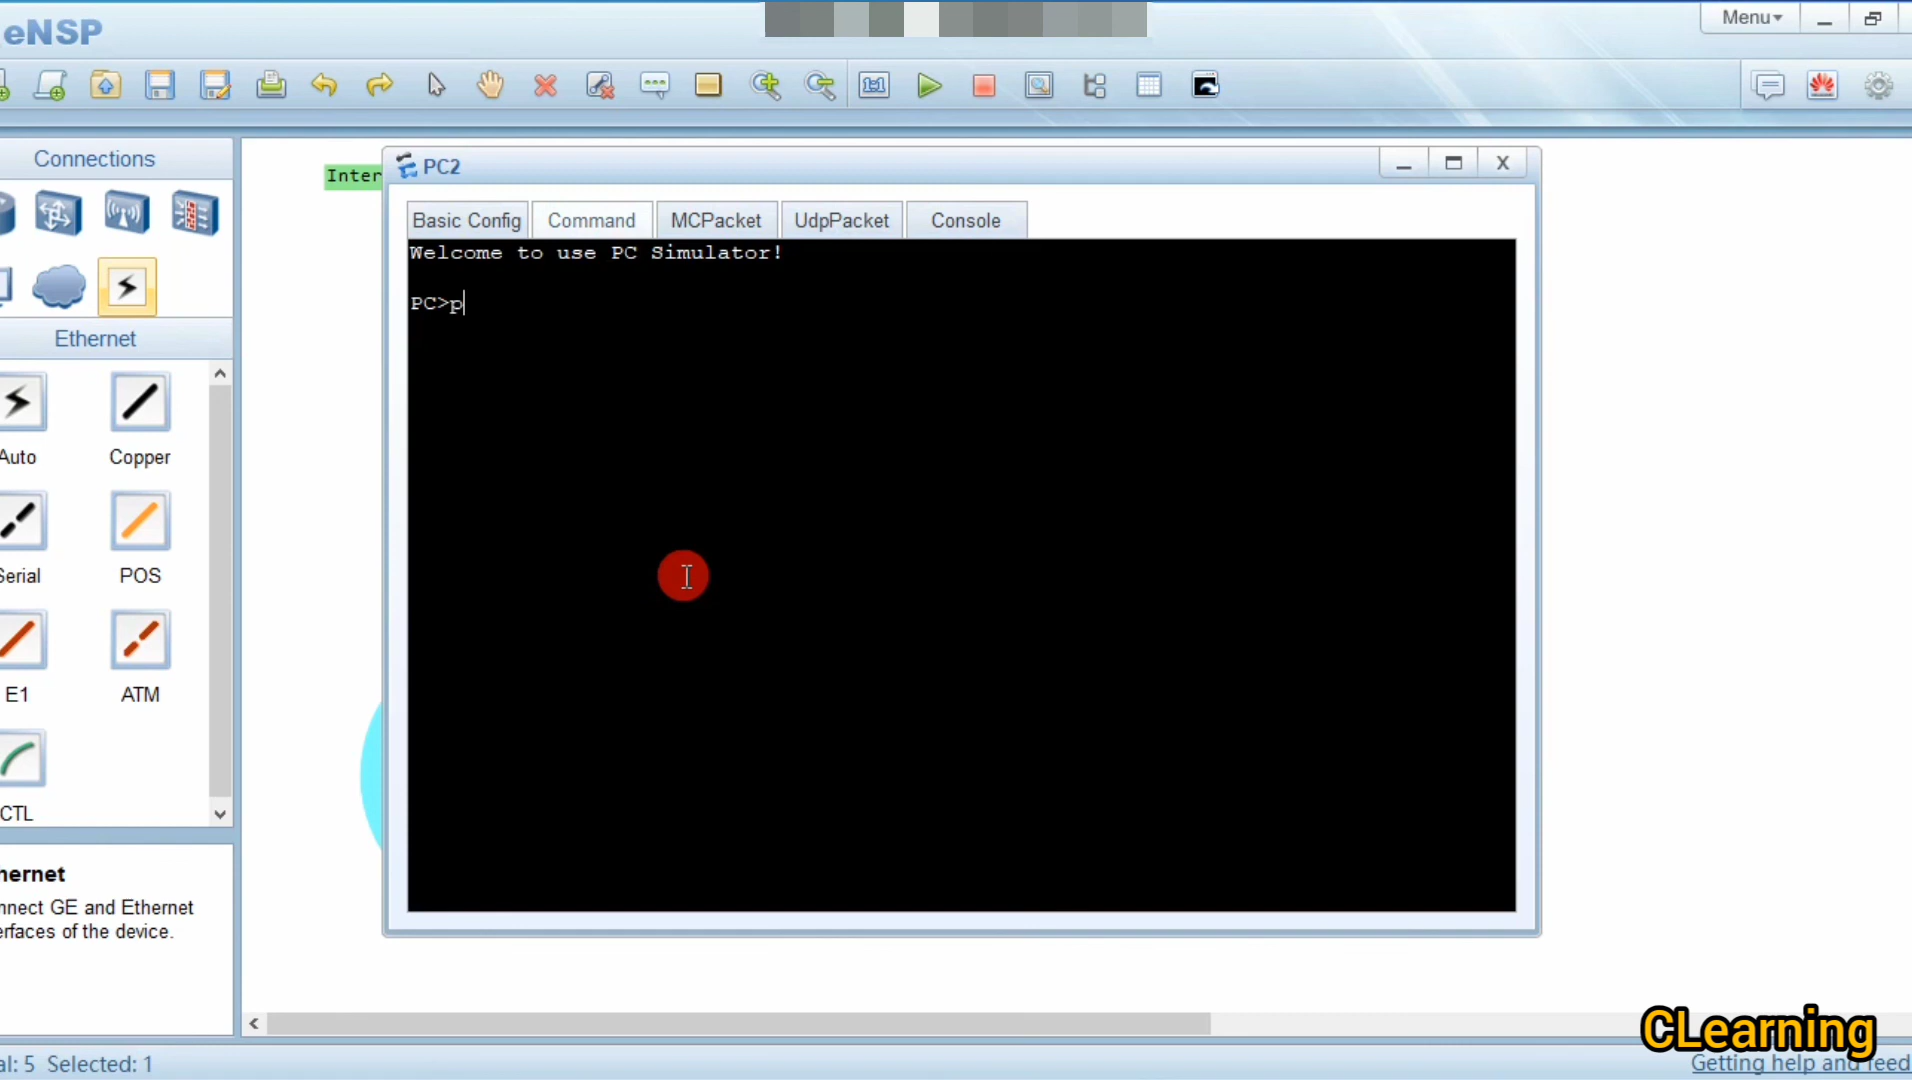 eNSP
Menu
Connections
Inter
PC2
Basic Config
Command
MCPacket
UdpPacket
Console
Welcome to use PC Simulator!
PC>p
Ethernet
Auto
Copper
Serial
POS
E1
ATM
CTL
hernet
nnect GE and Ethernet
erfaces of the device.
al: 5 Selected: 1
CLearning
Getting help and feed